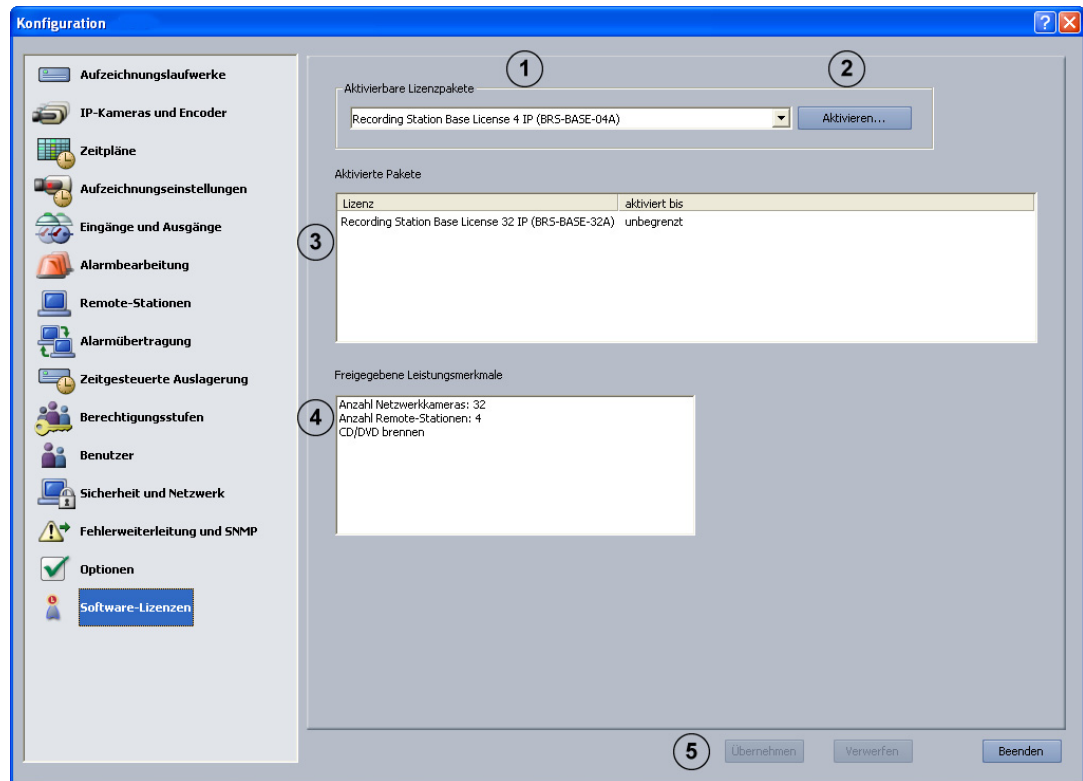 Konfiguration
Aufzeichnungslaufwerke
IP-Kameras und Encoder
Zeitpläne
Aufzeichnungseinstellungen
Eingänge und Ausgänge
Alarmbearbeitung
Remote-Stationen
Alarmübertragung
Zeitgesteuerte Auslagerung
Berechtigungsstufen
Benutzer
Sicherheit und Netzwerk
Fehlerweiterleitung und SNMP
Optionen
Software-Lizenzen
1
2
Aktivierbare Lizenzpakete
Recording Station Base License 4 IP (BRS-BASE-04A)
Aktivieren...
Aktivierte Pakete
Lizenz aktiviert bis
Recording Station Base License 32 IP (BRS-BASE-32A) unbegrenzt
3
Freigegebene Leistungsmerkmale
4
Anzahl Netzwerkkameras: 32
Anzahl Remote-Stationen: 4
CD/DVD brennen
5
Übernehmen Verwerfen Beenden